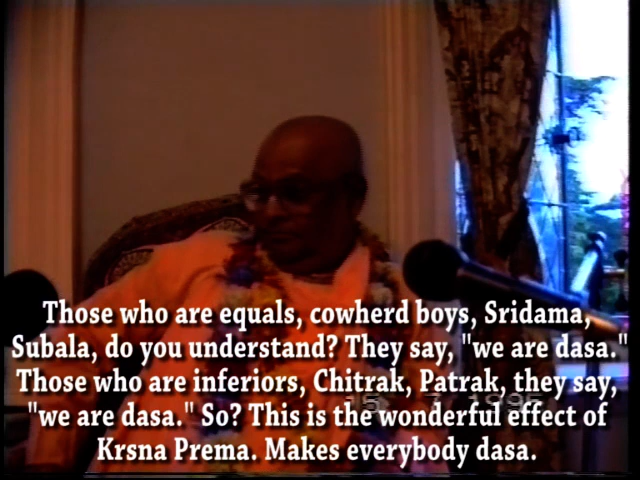 Those who are equals, cowherd boys, Sridama,
Subala, do you understand? They say, "we are dasa."
Those who are inferiors, Chitrak, Patrak, they say,
"we are dasa." So? This is the wonderful effect of
Krsna Prema. Makes everybody dasa.